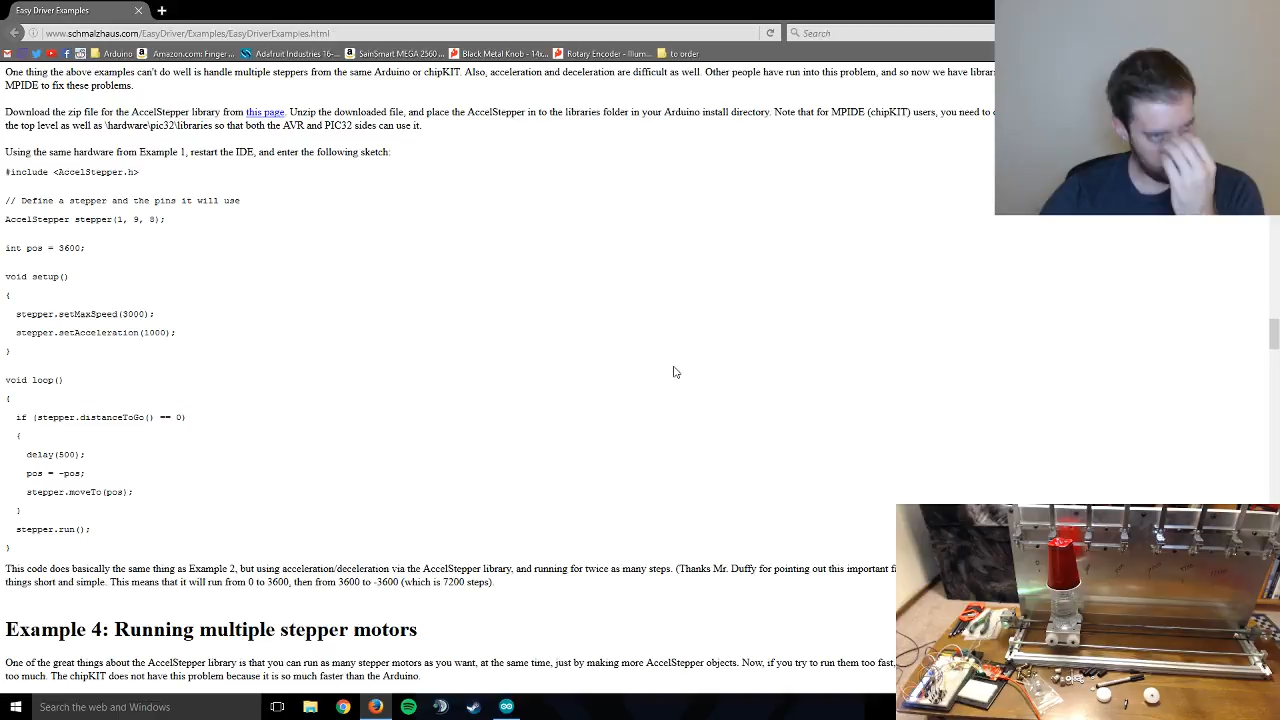 Easy Driver Examples
www.schmalzhaus.com/EasyDriver/Examples/EasyDriverExamples.html
Search
Arduino
Amazon.com: Finger...
Adafruit Industries 16-...
SainSmart MEGA 2560 ...
Black Metal Knob - 14x...
Rotary Encoder - Illum...
to order
One thing the above examples can't do well is handle multiple steppers from the same Arduino or chipKIT. Also, acceleration and deceleration are difficult as well. Other people have run into this problem, and so now we have librari
MPIDE to fix these problems.
Download the zip file for the AccelStepper library from this page. Unzip the downloaded file, and place the AccelStepper in to the libraries folder in your Arduino install directory. Note that for MPIDE (chipKIT) users, you need to c
the top level as well as \hardware\pic32\libraries so that both the AVR and PIC32 sides can use it.
Using the same hardware from Example 1, restart the IDE, and enter the following sketch:
#include <AccelStepper.h>
// Define a stepper and the pins it will use
AccelStepper stepper(1, 9, 8);
int pos = 3600;
void setup()
{
stepper.setMaxSpeed(3000);
stepper.setAcceleration(1000);
}
void loop()
{
if (stepper.distanceToGo() == 0)
{
delay(500);
pos = -pos;
stepper.moveTo(pos);
}
stepper.run();
}
This code does basically the same thing as Example 2, but using acceleration/deceleration via the AccelStepper library, and running for twice as many steps. (Thanks Mr. Duffy for pointing out this important fi
things short and simple. This means that it will run from 0 to 3600, then from 3600 to -3600 (which is 7200 steps).
Example 4: Running multiple stepper motors
One of the great things about the AccelStepper library is that you can run as many stepper motors as you want, at the same time, just by making more AccelStepper objects. Now, if you try to run them too fast,
too much. The chipKIT does not have this problem because it is so much faster than the Arduino.
Search the web and Windows